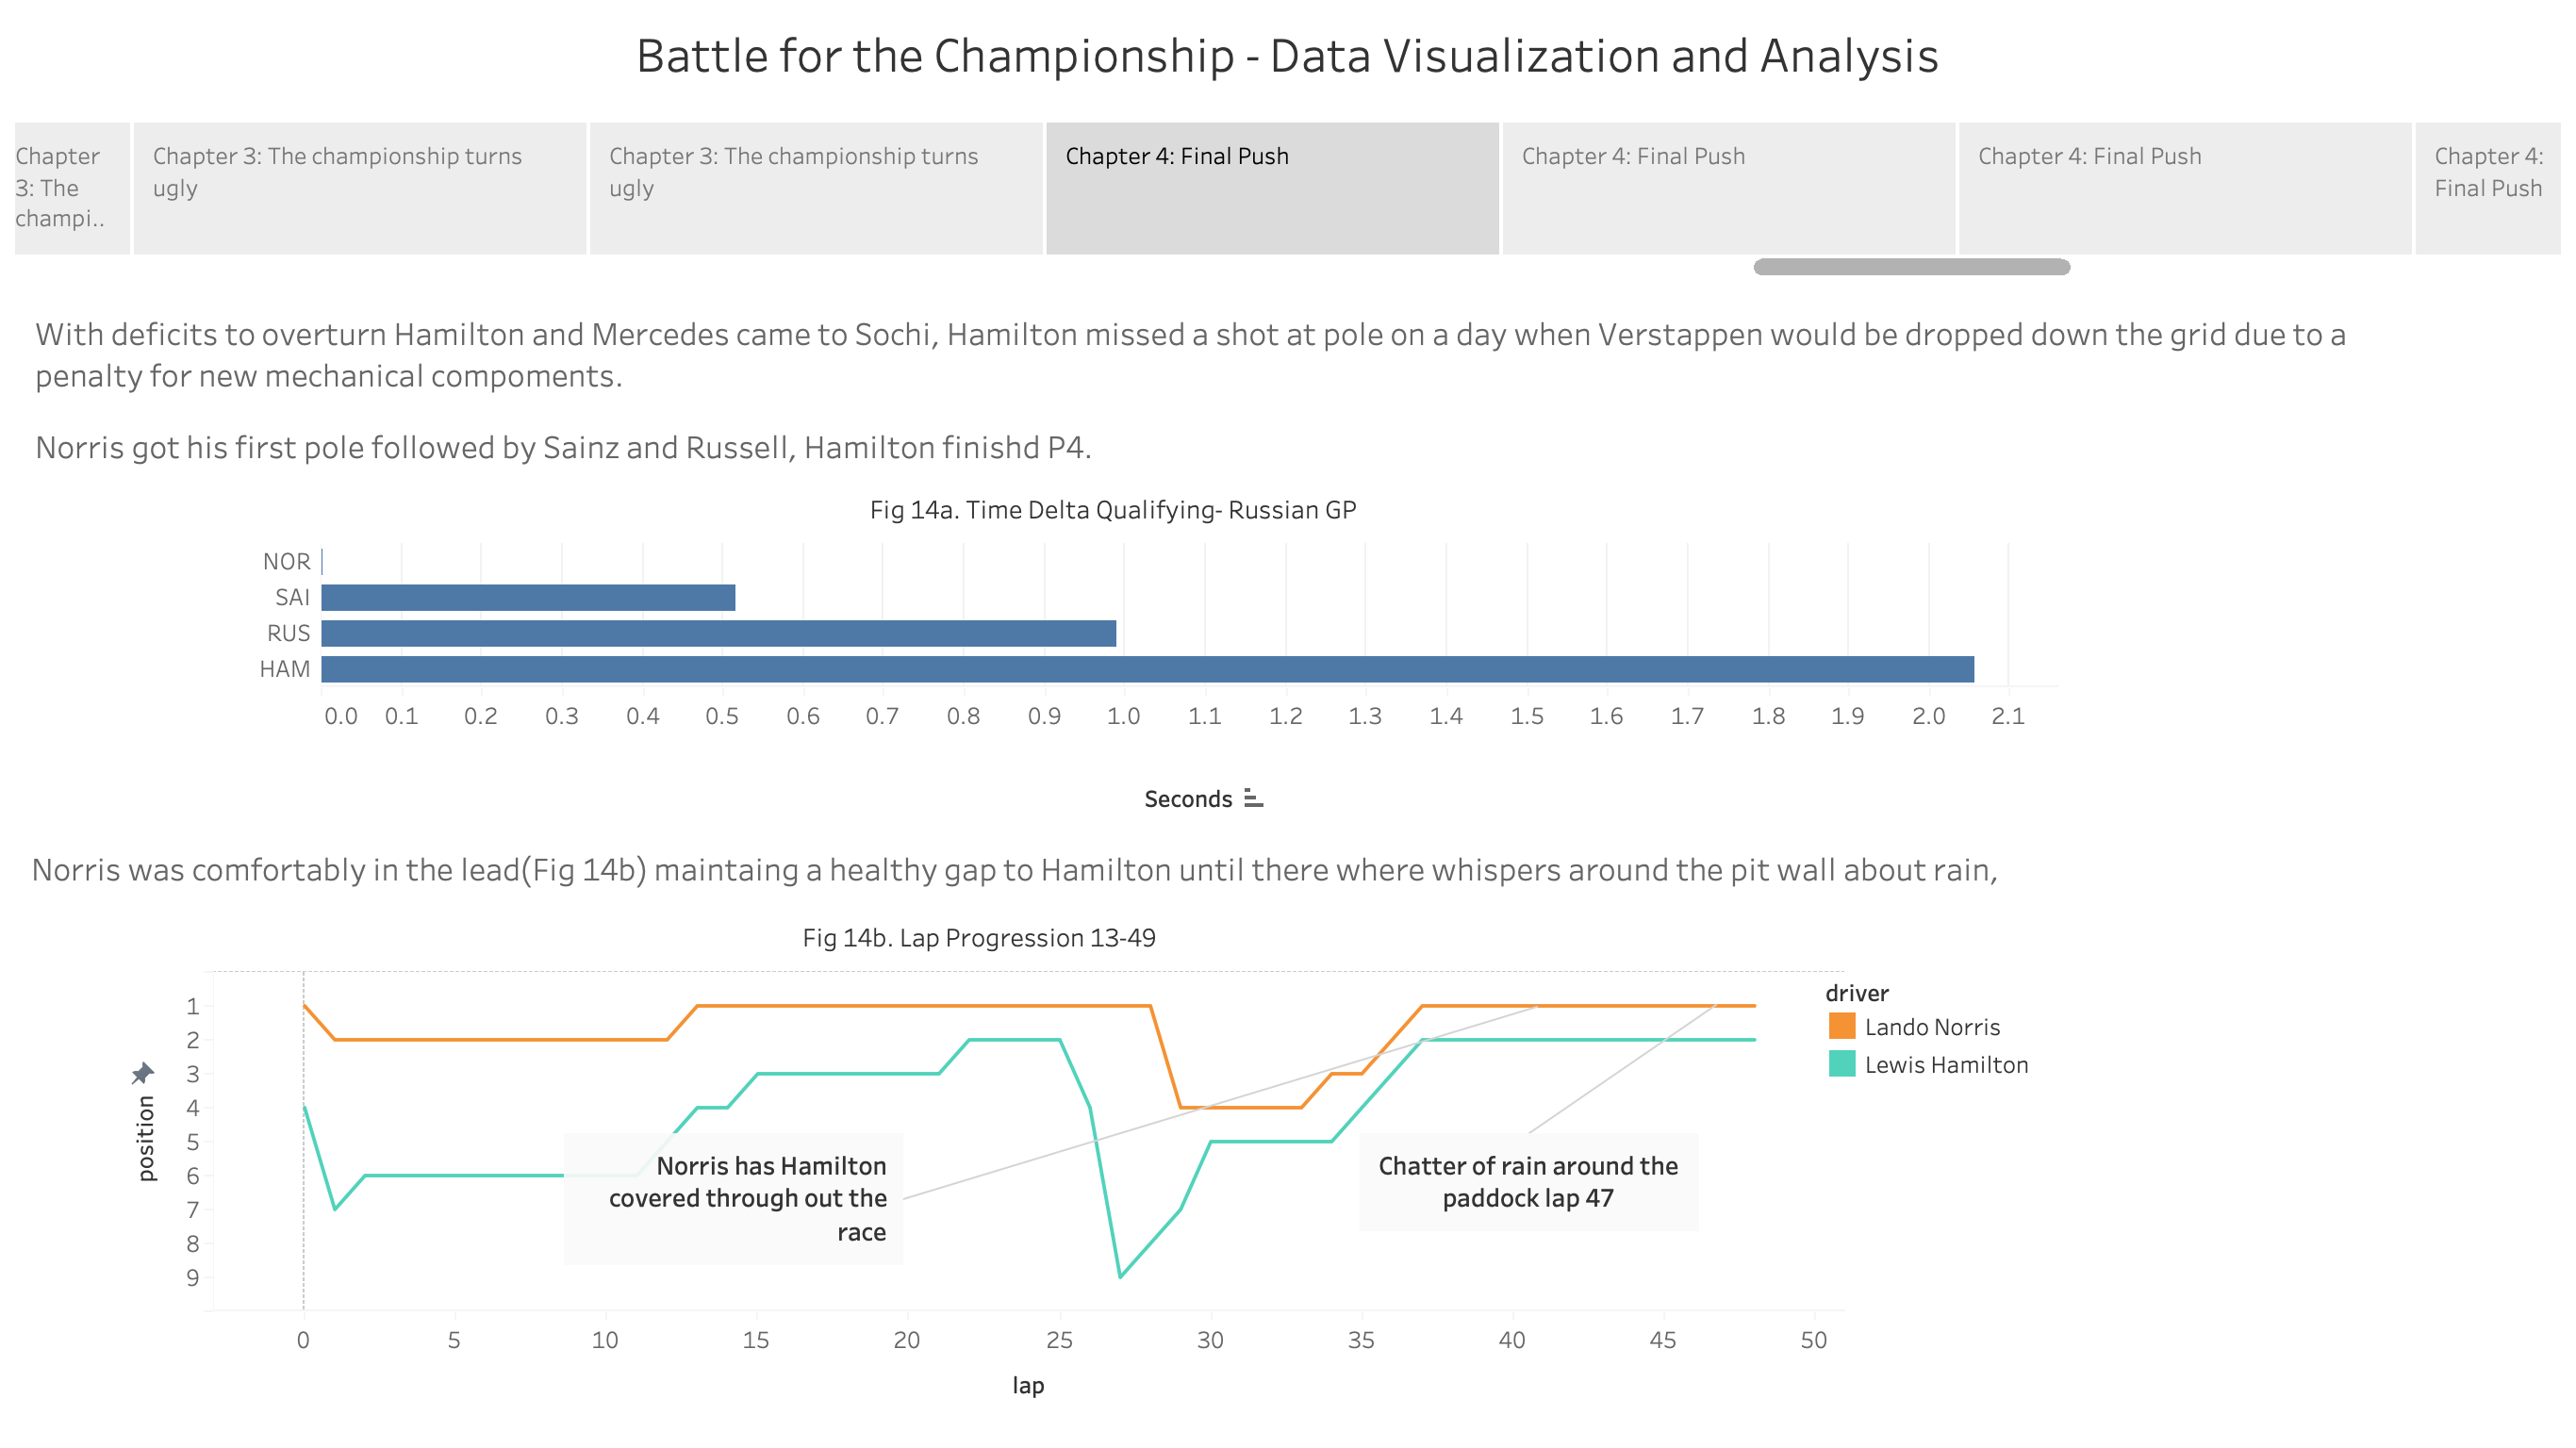 Battle for the Championship - Data Visualization and Analysis
Chapter
3: The
champi..
Chapter 3: The championship turns
ugly
Chapter 3: The championship turns
ugly
Chapter 4: Final Push
Chapter 4: Final Push
Chapter 4: Final Push
Chapter 4:
Final Push
With deficits to overturn Hamilton and Mercedes came to Sochi, Hamilton missed a shot at pole on a day when Verstappen would be dropped down the grid due to a
penalty for new mechanical compoments.
Norris got his first pole followed by Sainz and Russell, Hamilton finishd P4.
Fig 14a. Time Delta Qualifying- Russian GP
NOR
SAI
RUS
HAM
0.0 0.1 0.2 0.3 0.4 0.5 0.6 0.7 0.8 0.9 1.0 1.1 1.2 1.3 1.4 1.5 1.6 1.7 1.8 1.9 2.0 2.1
Seconds
Norris was comfortably in the lead(Fig 14b) maintaing a healthy gap to Hamilton until there where whispers around the pit wall about rain,
Fig 14b. Lap Progression 13-49
position
1
2
3
4
5
6
7
8
9
Norris has Hamilton
covered through out the
race
Chatter of rain around the
paddock lap 47
driver
Lando Norris
Lewis Hamilton
0 5 10 15 20 25 30 35 40 45 50
lap